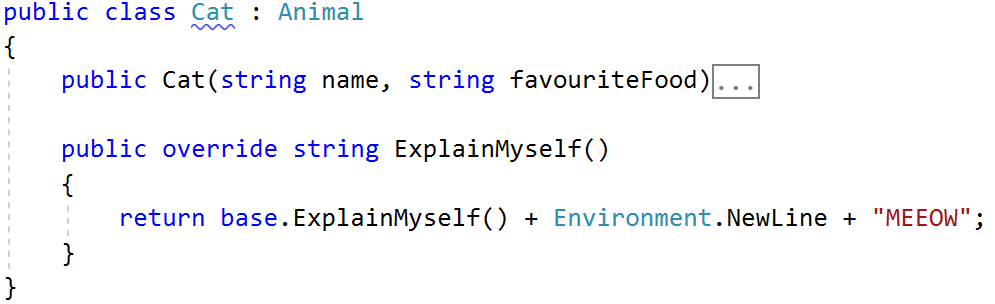 public class Cat : Animal
{
public Cat(string name, string favouriteFood)...
public override string ExplainMyself()
{
return base.ExplainMyself() + Environment.NewLine + "MEEOW";
}
}